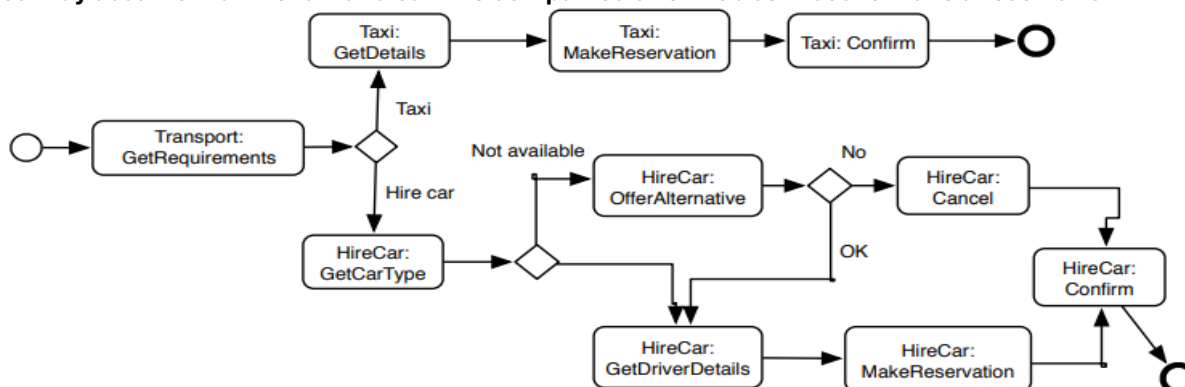 Taxi:
GetDetails
Taxi:
MakeReservation
Taxi: Confirm
Taxi
Transport:
GetRequirements
Hire car
Not available
HireCar:
OfferAlternative
No
HireCar:
Cancel
HireCar:
GetCarType
OK
HireCar:
Confirm
HireCar:
GetDriverDetails
HireCar:
MakeReservation